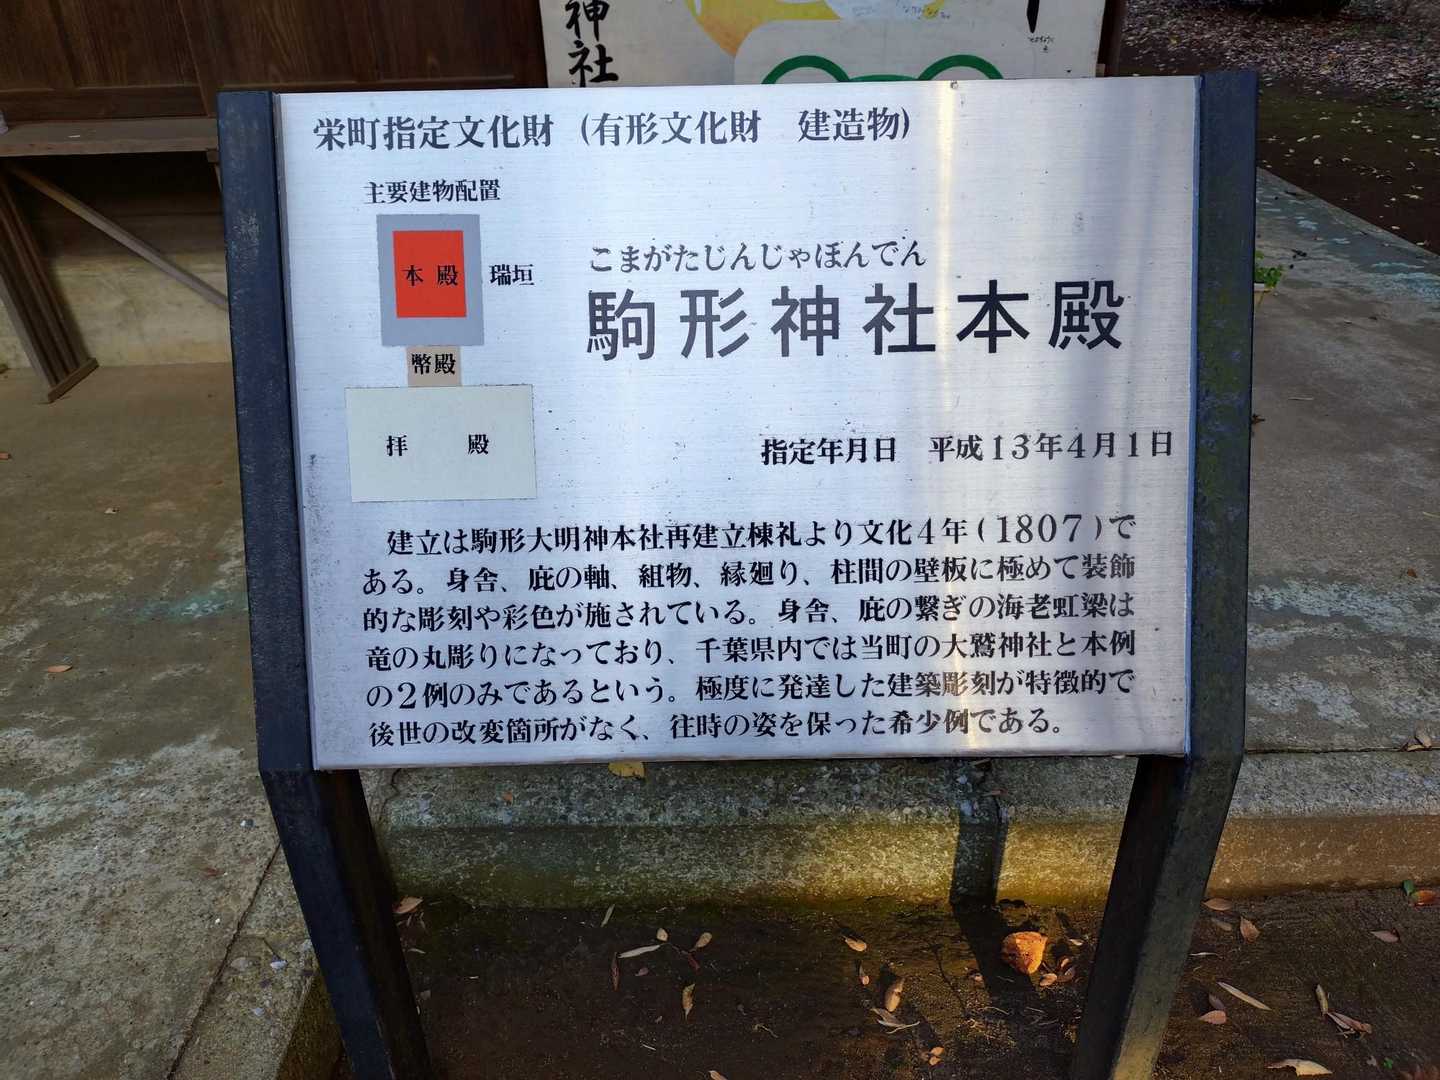 神社
栄町指定文化財 (有形文化財　建造物)
主要建物配置
本殿
瑞垣
幣殿
拝　殿
こまがたじんじゃほんでん
駒形神社本殿
指定年月日　平成13年4月1日
建立は駒形大明神本社再建立棟礼より文化4年(1807)で
ある。身舎、庇の軸、組物、縁廻り、柱間の壁板に極めて装飾
的な彫刻や彩色が施されている。身舎、庇の繋ぎの海老虹梁は
竜の丸彫りになっており、千葉県内では当町の大鷲神社と本例
の2例のみであるという。極度に発達した建築彫刻が特徴的で
後世の改変箇所がなく、往時の姿を保った希少例である。